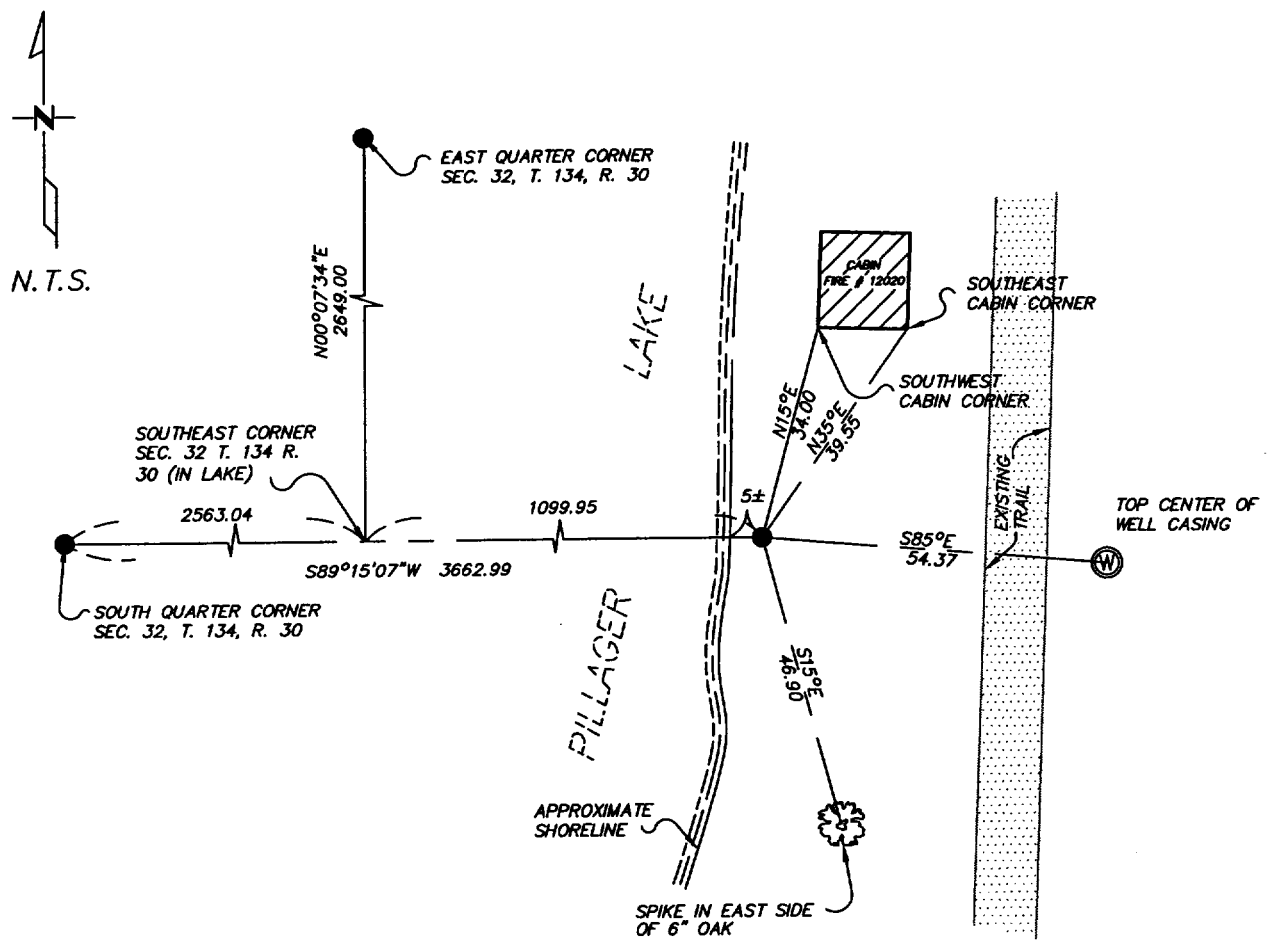 N
N.T.S.
EAST QUARTER CORNER
SEC. 32, T. 134, R. 30
N00°07'34"E
2649.00
LAKE
CABIN
FIRE # 12020
SOUTHEAST
CABIN CORNER
SOUTHWEST
CABIN CORNER
N15°E
34.00
N35°E
39.55
SOUTHEAST CORNER
SEC. 32 T. 134 R.
30 (IN LAKE)
2563.04
1099.95
5±
S89°15'07"W 3662.99
S85°E
54.37
EXISTING
TRAIL
TOP CENTER OF
WELL CASING
W
SOUTH QUARTER CORNER
SEC. 32, T. 134, R. 30
PILLAGER
S15°E
46.90
APPROXIMATE
SHORELINE
SPIKE IN EAST SIDE
OF 6" OAK